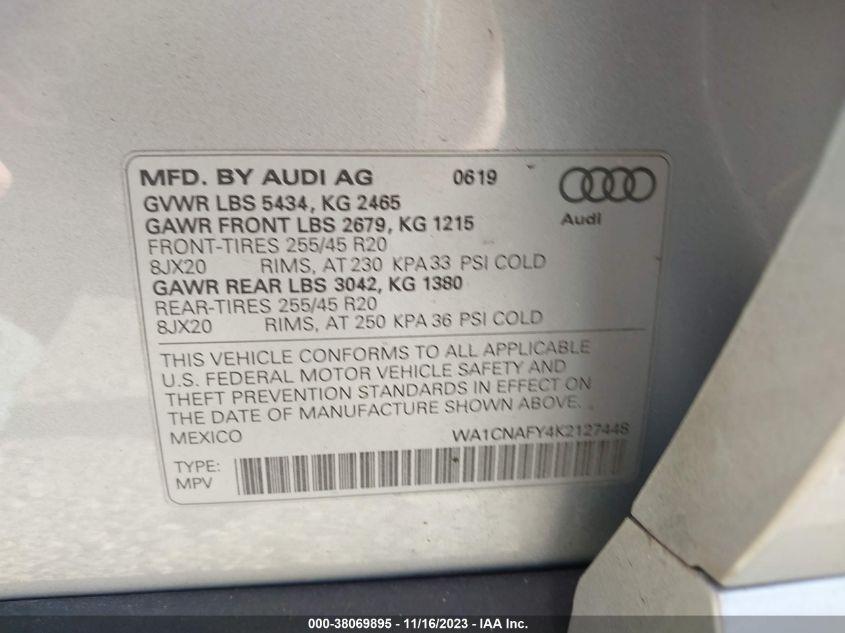 MFD. BY AUDI AG 0619
GVWR LBS 5434, KG 2465
GAWR FRONT LBS 2679, KG 1215
Audi
FRONT-TIRES 255/45 R20
8JX20 RIMS, AT 230 KPA 33 PSI COLD
GAWR REAR LBS 3042, KG 1380
REAR-TIRES 255/45 R20
8JX20 RIMS, AT 250 KPA 36 PSI COLD
THIS VEHICLE CONFORMS TO ALL APPLICABLE
U.S. FEDERAL MOTOR VEHICLE SAFETY AND
THEFT PREVENTION STANDARDS IN EFFECT ON
THE DATE OF MANUFACTURE SHOWN ABOVE.
MEXICO WA1CNAFY4K2127448
TYPE:
MPV
000-38069895 - 11/16/2023 - IAA Inc.